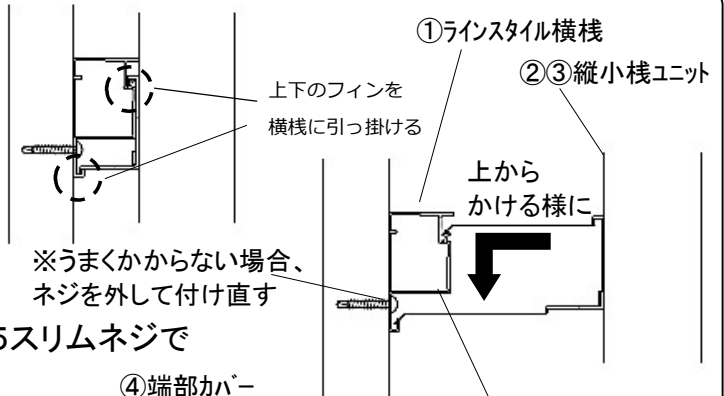 ①ラインスタイル横桟
②③縦小桟ユニット
上下のフィンを
横桟に引っ掛ける
上から
かける様に
※うまくかからない場合、
ネジを外して付け直す
5スリムネジで
④端部ｶﾊﾞｰ